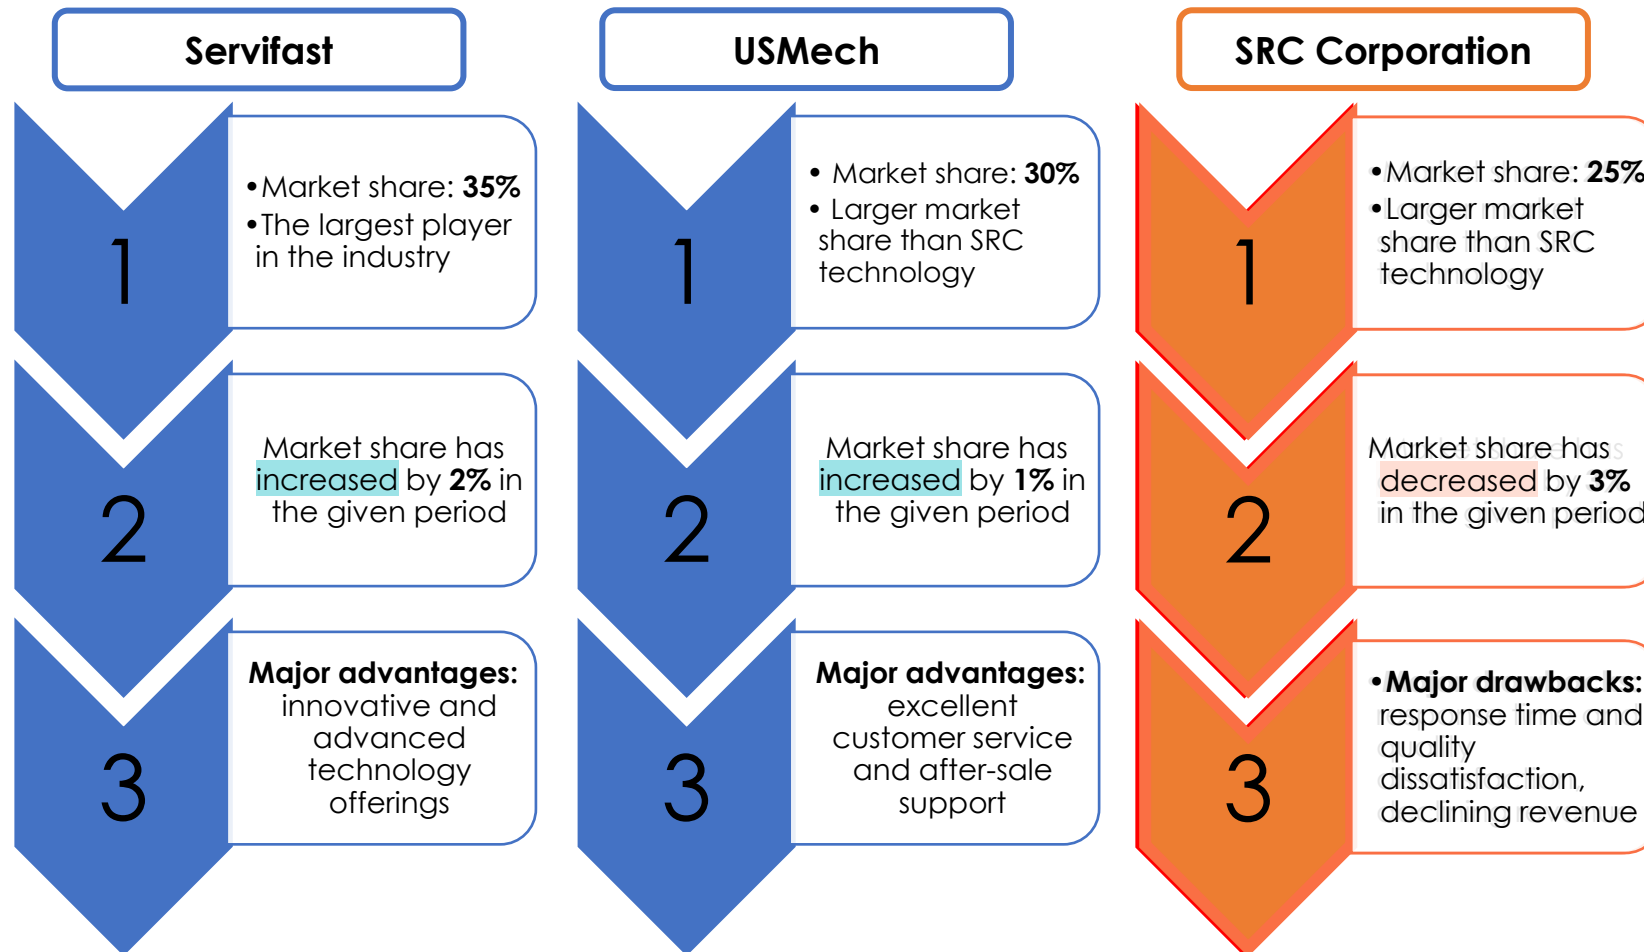 Servifast
1
•Market share: 35%
•The largest player
in the industry
2
Market share has
increased by 2% in
the given period
3
Major advantages:
innovative and
advanced
technology
offerings
USMech
1
• Market share: 30%
• Larger market
share than SRC
technology
2
Market share has
increased by 1% in
the given period
3
Major advantages:
excellent
customer service
and after-sale
support
SRC Corporation
1
•Market share: 25%
•Larger market
share than SRC
technology
2
Market share has
decreased by 3%
in the given period
3
•Major drawbacks:
response time and
quality
dissatisfaction,
declining revenue